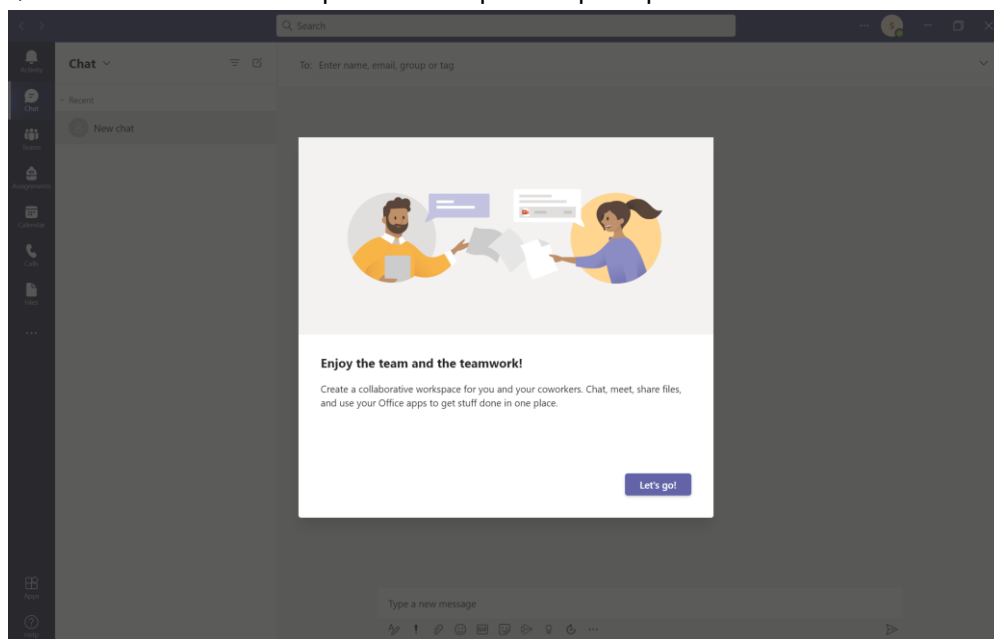 Search
S
Activity
Chat
Teams
Assignments
Calendar
Calls
Files
Apps
Help
Chat
Recent
New chat
To: Enter name, email, group or tag
Enjoy the team and the teamwork!
Create a collaborative workspace for you and your coworkers. Chat, meet, share files,
and use your Office apps to get stuff done in one place.
Let's go!
Type a new message